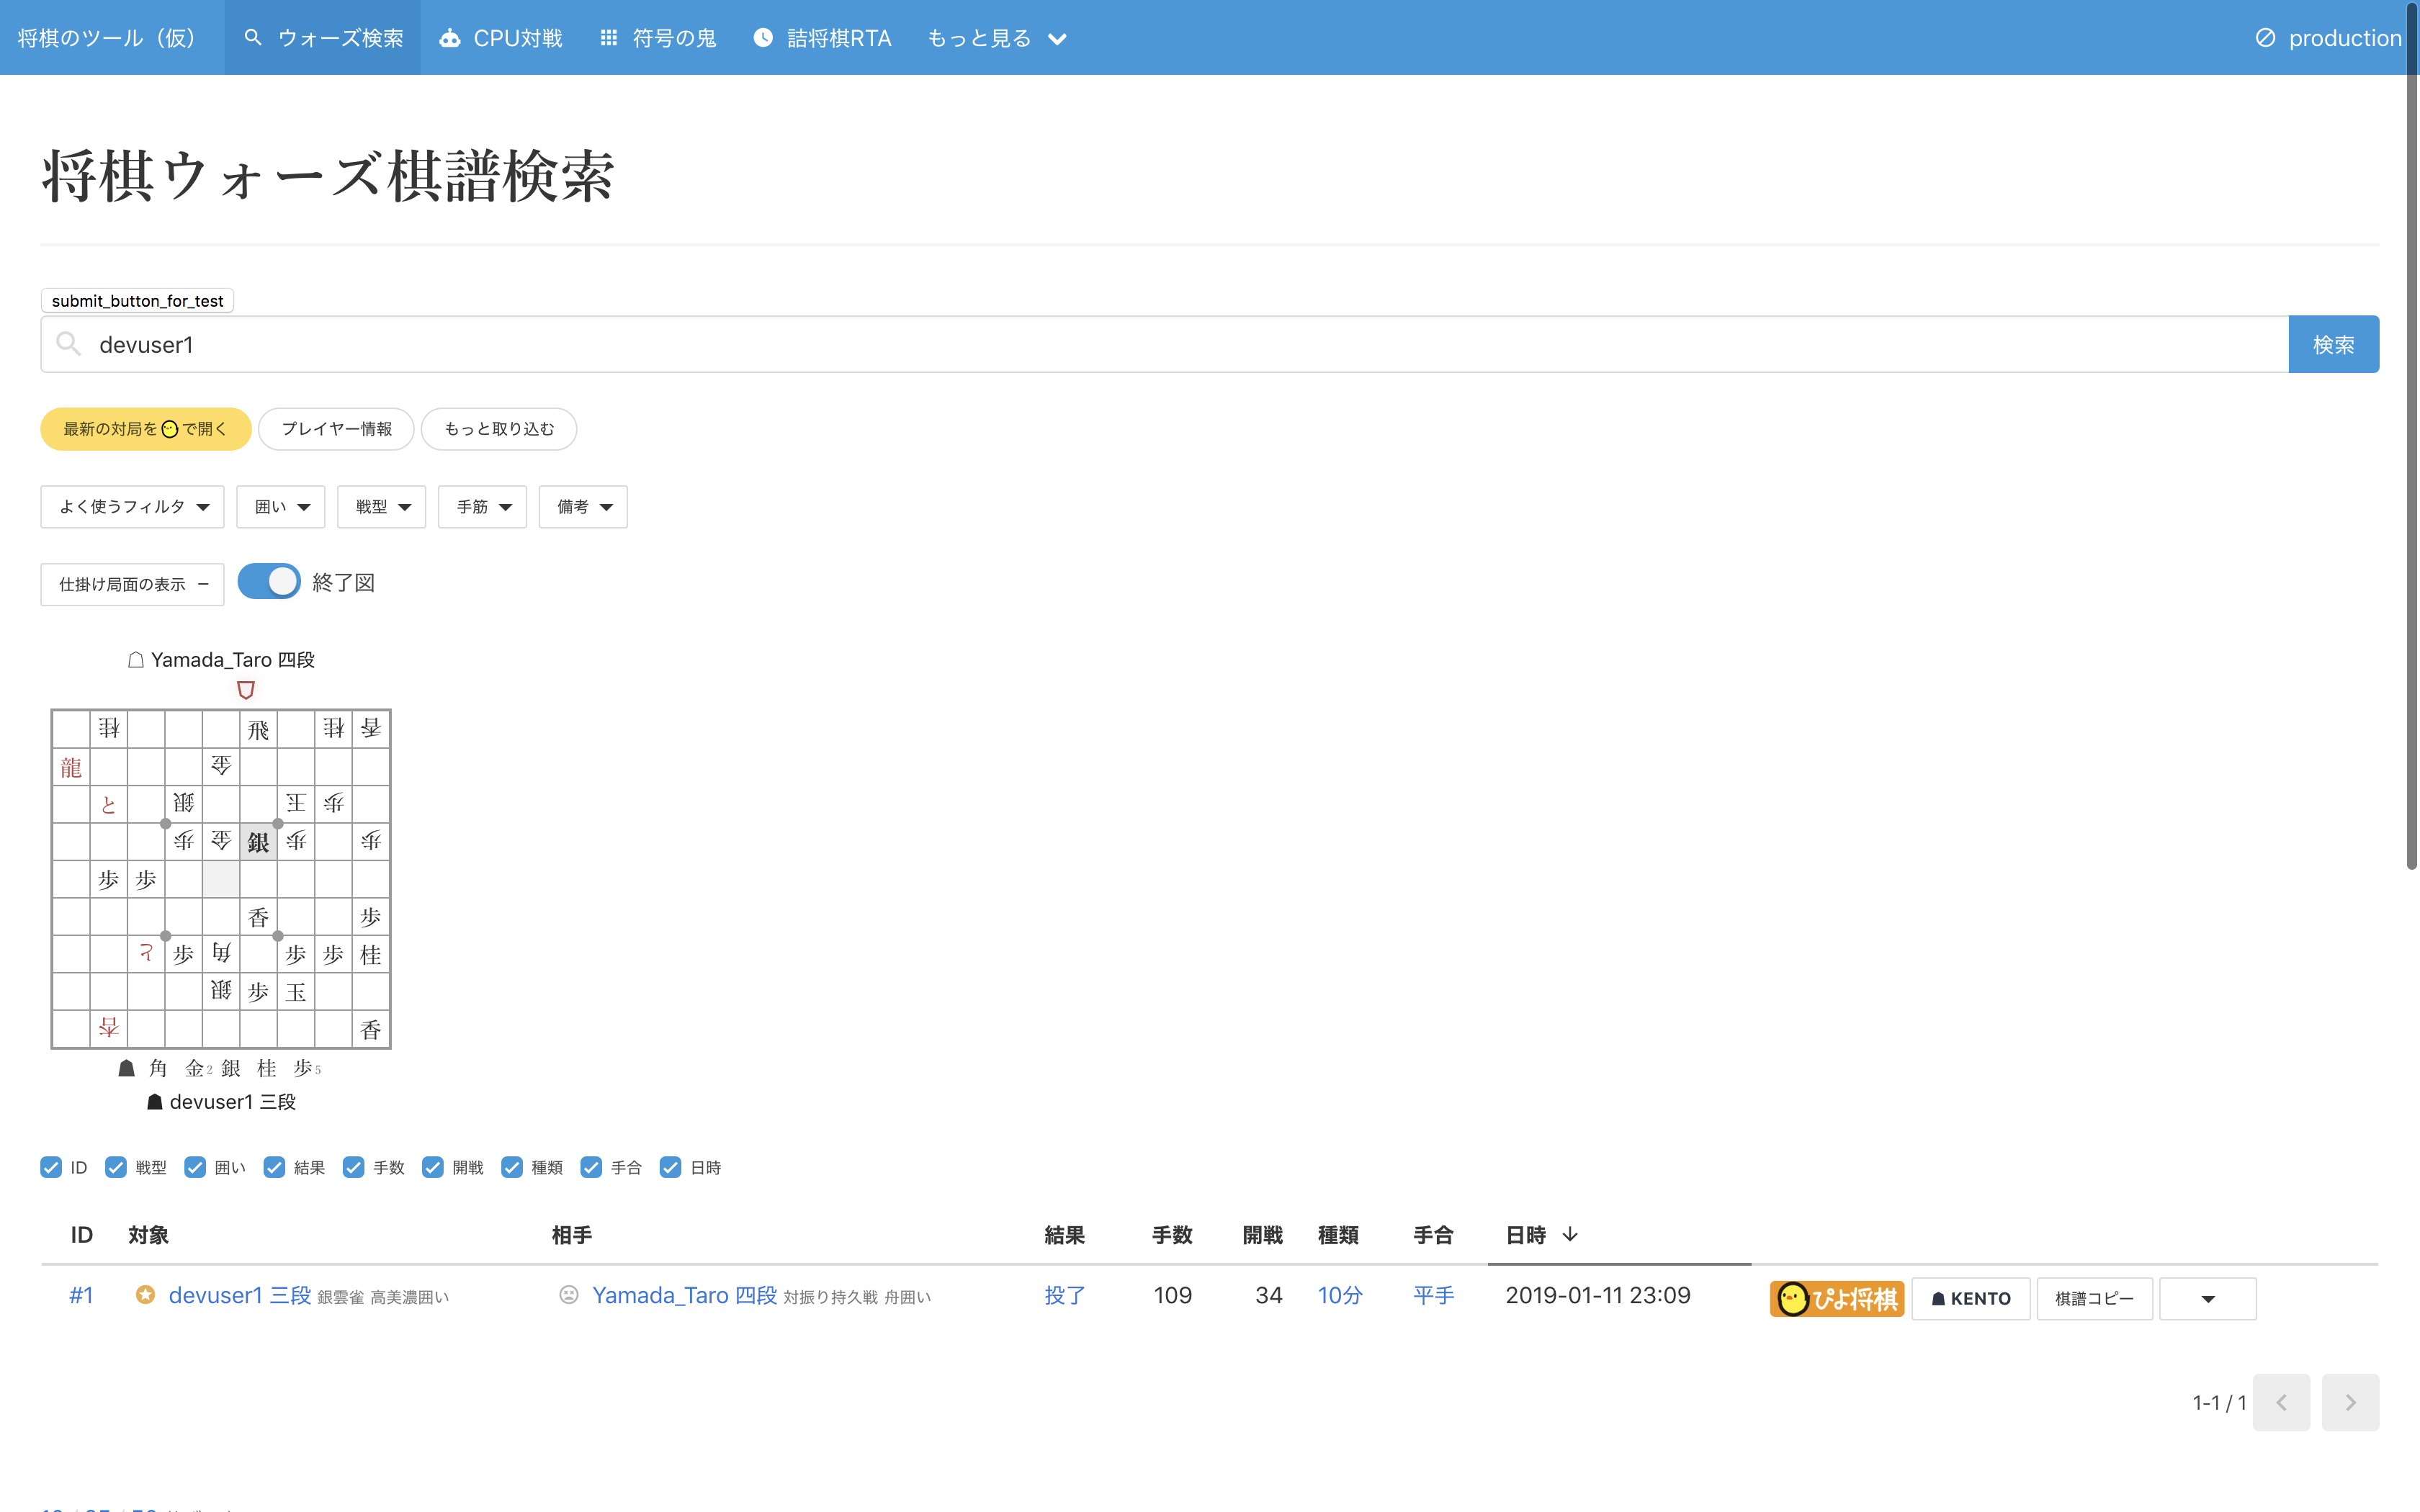 将棋のツール（仮） ウォーズ検索 CPU対戦 符号の鬼 詰将棋RTA もっと見る production
将棋ウォーズ棋譜検索
submit_button_for_test
devuser1 検索
最新の対局をで開く プレイヤー情報 もっと取り込む
よく使うフィルタ 囲い 戦型 手筋 備考
仕掛け局面の表示 − 終了図
☖ Yamada_Taro 四段
桂 飛 桂 香
龍 金
と 銀 王 歩
歩 金 銀 歩 歩
歩 歩
香 歩
と 歩 角 歩 歩 桂
銀 歩 玉
杏 香
☗ 角 金2 銀 桂 歩5
☗ devuser1 三段
ID 戦型 囲い 結果 手数 開戦 種類 手合 日時
ID 対象 相手 結果 手数 開戦 種類 手合 日時
#1 devuser1 三段 銀雲雀 高美濃囲い Yamada_Taro 四段 対振り持久戦 舟囲い 投了 109 34 10分 平手 2019-01-11 23:09 ぴよ将棋 ☗ KENTO 棋譜コピー
1-1 / 1